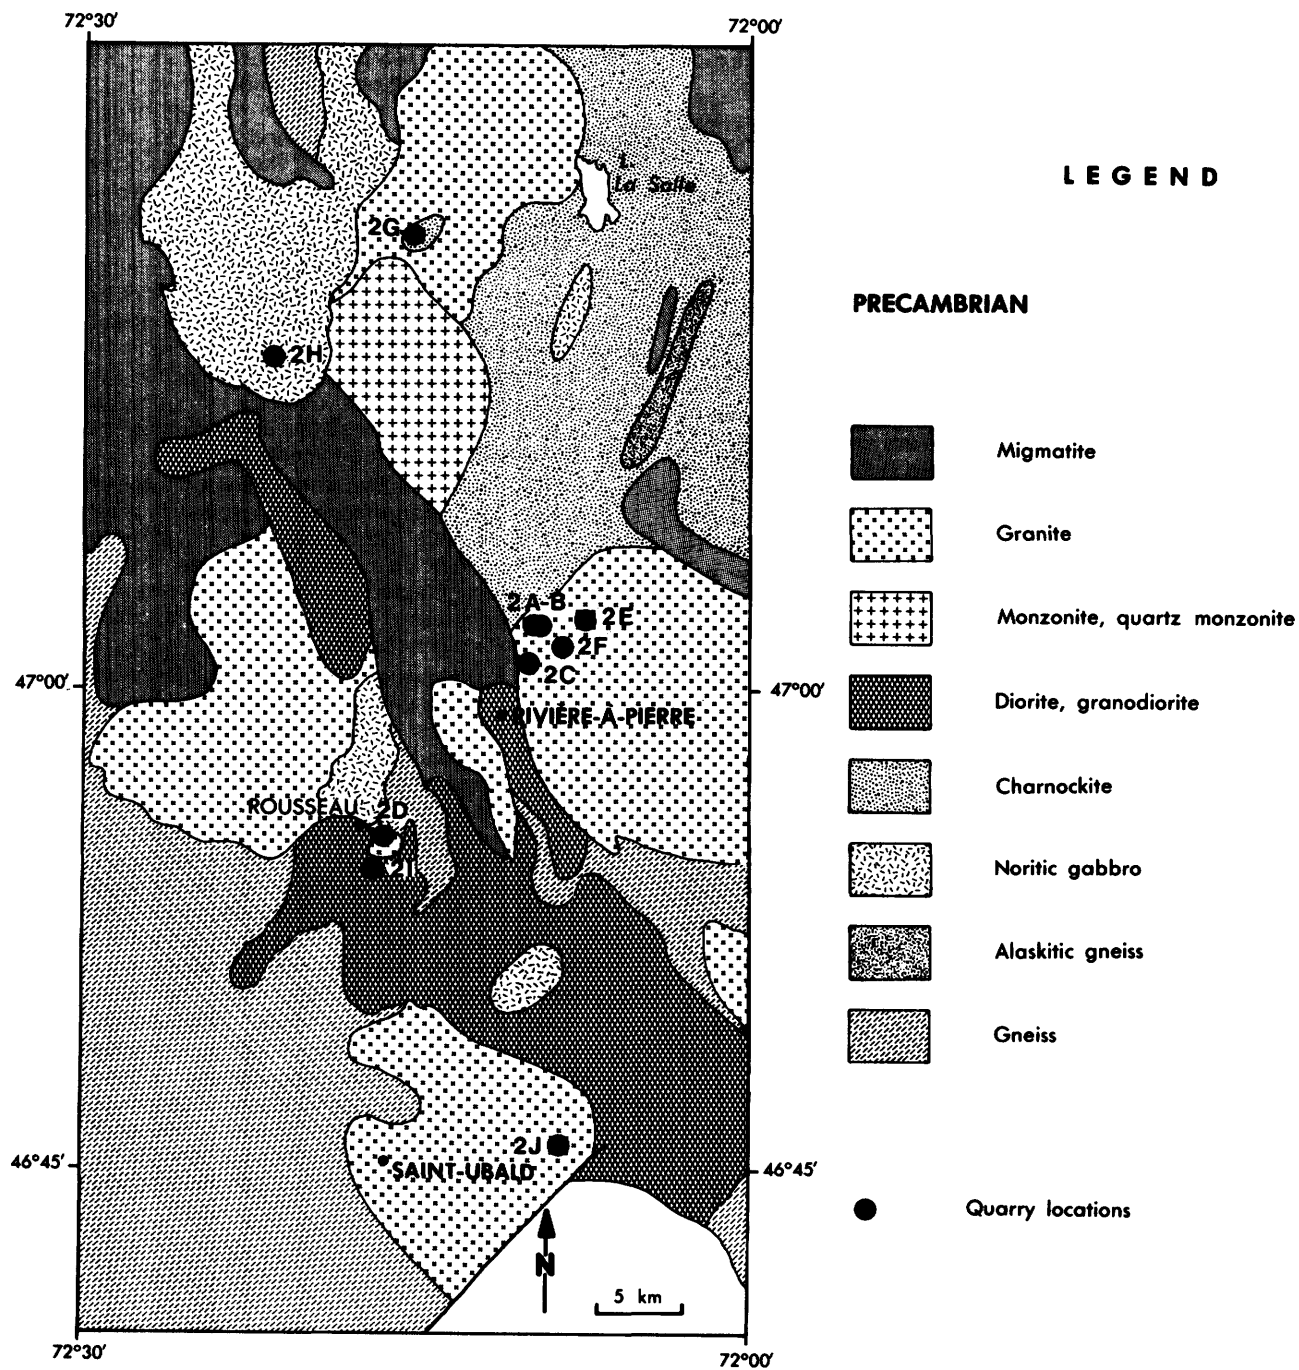 72°30′
72°00′
L.
La Salle
2G
2H
2A-B
2E
2F
2C
47°00′
47°00′
RIVIÈRE-À-PIERRE
ROUSSEAU
2D
2I
2J
46°45′
46°45′
SAINT-UBALD
N
5 km
72°30′
72°00′
LEGEND
PRECAMBRIAN
Migmatite
Granite
Monzonite, quartz monzonite
Diorite, granodiorite
Charnockite
Noritic gabbro
Alaskitic gneiss
Gneiss
Quarry locations